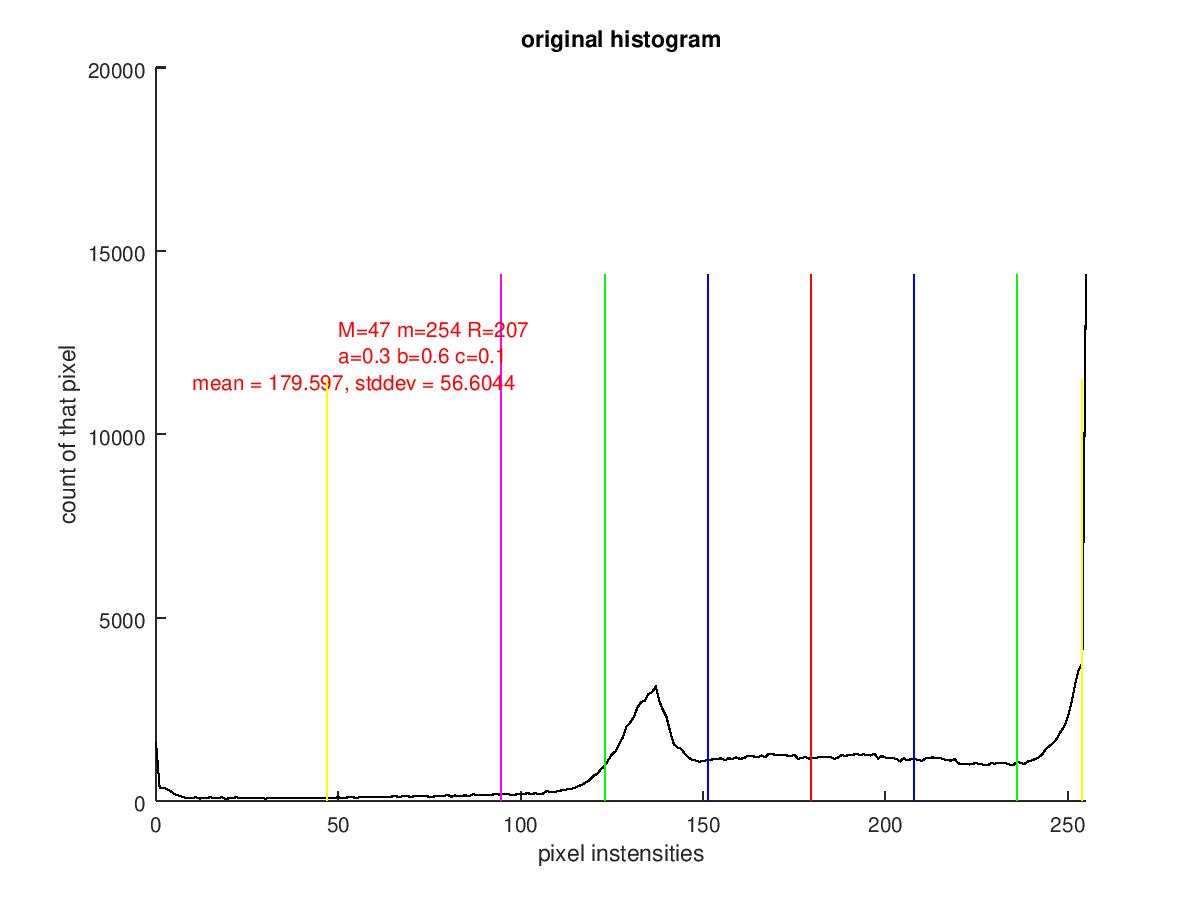 original histogram
20000
15000
10000
5000
0
count of that pixel
M=47 m=254 R=207
a=0.3 b=0.6 c=0.1
mean = 179.597, stddev = 56.6044
0 50 100 150 200 250
pixel instensities